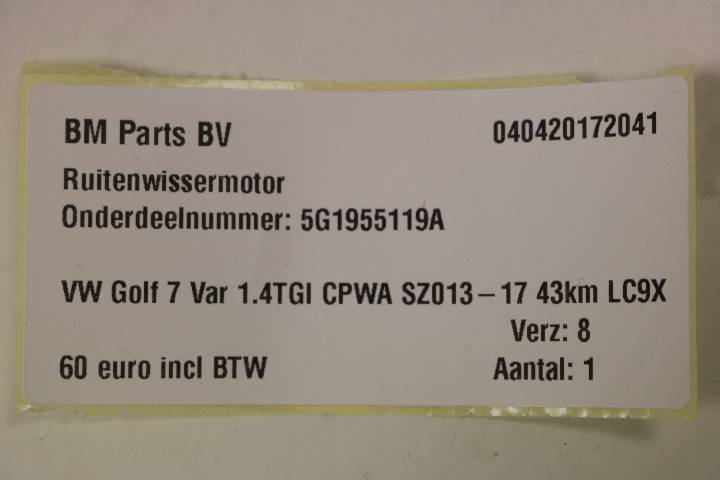 BM Parts BV 040420172041
Ruitenwissermotor
Onderdeelnummer: 5G1955119A
VW Golf 7 Var 1.4TGI CPWA SZ013-17 43km LC9X
Verz: 8
60 euro incl BTW Aantal: 1